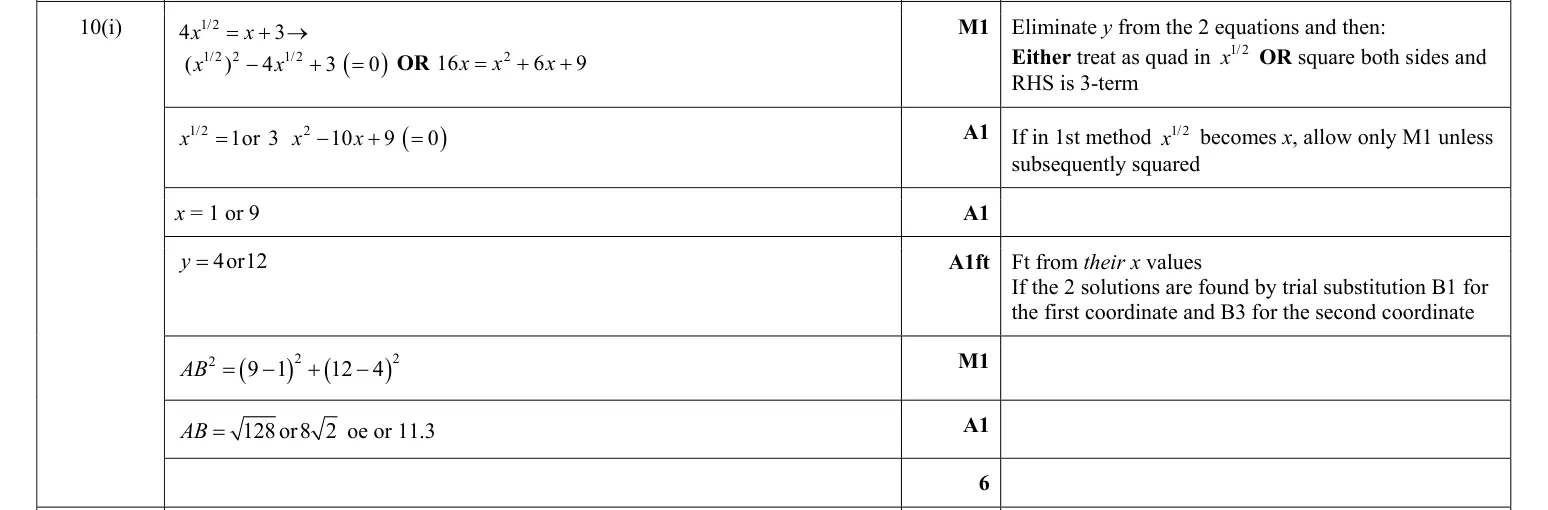 10(i)
4x^{1/2} = x + 3 →
(x^{1/2})^2 − 4x^{1/2} + 3 (= 0) OR 16x = x^2 + 6x + 9
M1
Eliminate y from the 2 equations and then:
Either treat as quad in x^{1/2} OR square both sides and
RHS is 3-term
x^{1/2} = 1 or 3 x^2 − 10x + 9 (= 0)
A1
If in 1st method x^{1/2} becomes x, allow only M1 unless
subsequently squared
x = 1 or 9
A1
y = 4 or 12
A1ft
Ft from their x values
If the 2 solutions are found by trial substitution B1 for
the first coordinate and B3 for the second coordinate
AB^2 = (9 − 1)^2 + (12 − 4)^2
M1
AB = √128 or 8√2 oe or 11.3
A1
6